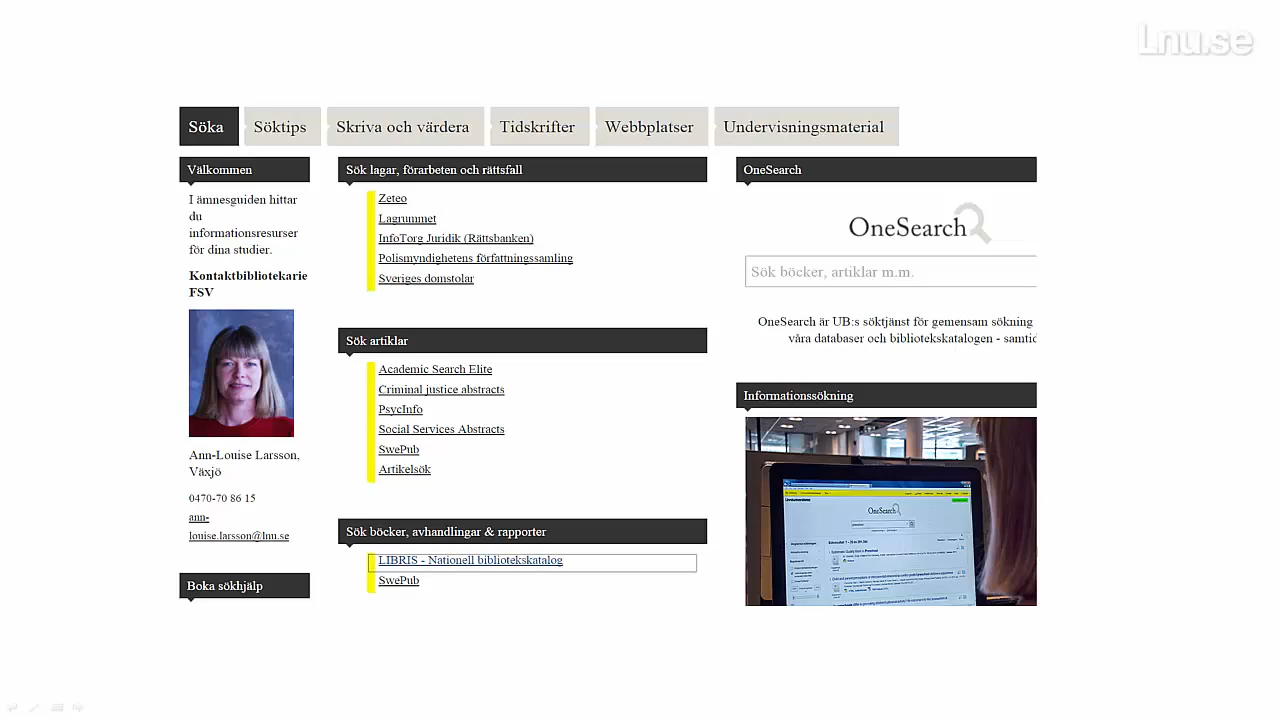 Lnu.se
Söka
Söktips
Skriva och värdera
Tidskrifter
Webbplatser
Undervisningsmaterial
Välkommen
I ämnesguiden hittar
du
informationsresurser
för dina studier.
Kontaktbibliotekarie
FSV
Ann-Louise Larsson,
Växjö
0470-70 86 15
ann-
louise.larsson@lnu.se
Boka sökhjälp
Sök lagar, förarbeten och rättsfall
Zeteo
Lagrummet
InfoTorg Juridik (Rättsbanken)
Polismyndighetens författningssamling
Sveriges domstolar
Sök artiklar
Academic Search Elite
Criminal justice abstracts
PsycInfo
Social Services Abstracts
SwePub
Artikelsök
Sök böcker, avhandlingar & rapporter
LIBRIS - Nationell bibliotekskatalog
SwePub
OneSearch
OneSearch
Sök böcker, artiklar m.m.
OneSearch är UB:s söktjänst för gemensam sökning
våra databaser och bibliotekskatalogen - samtid
Informationssökning
OneSearch